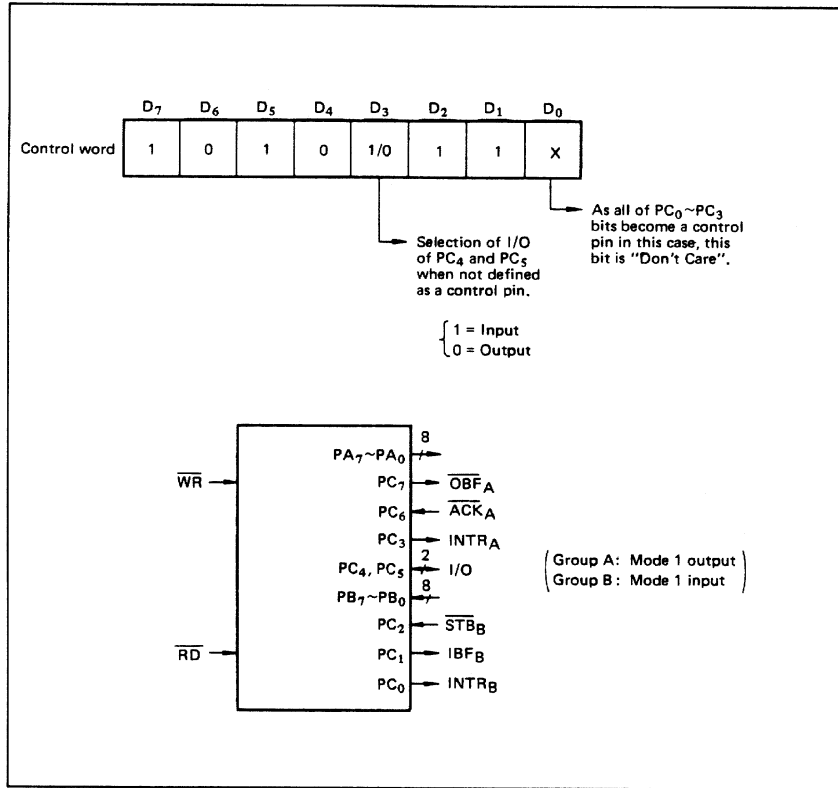 D7 D6 D5 D4 D3 D2 D1 D0
Control word 1 0 1 0 1/0 1 1 X
As all of PC0~PC3
bits become a control
pin in this case, this
bit is "Don't Care".
Selection of I/O
of PC4 and PC5
when not defined
as a control pin.
1 = Input
0 = Output
8
PA7~PA0
WR PC7 OBFA
PC6 ACKA
PC3 INTRA
2
PC4, PC5 I/O
(Group A: Mode 1 output
Group B: Mode 1 input)
8
PB7~PB0
PC2 STBB
RD PC1 IBFB
PC0 INTRB